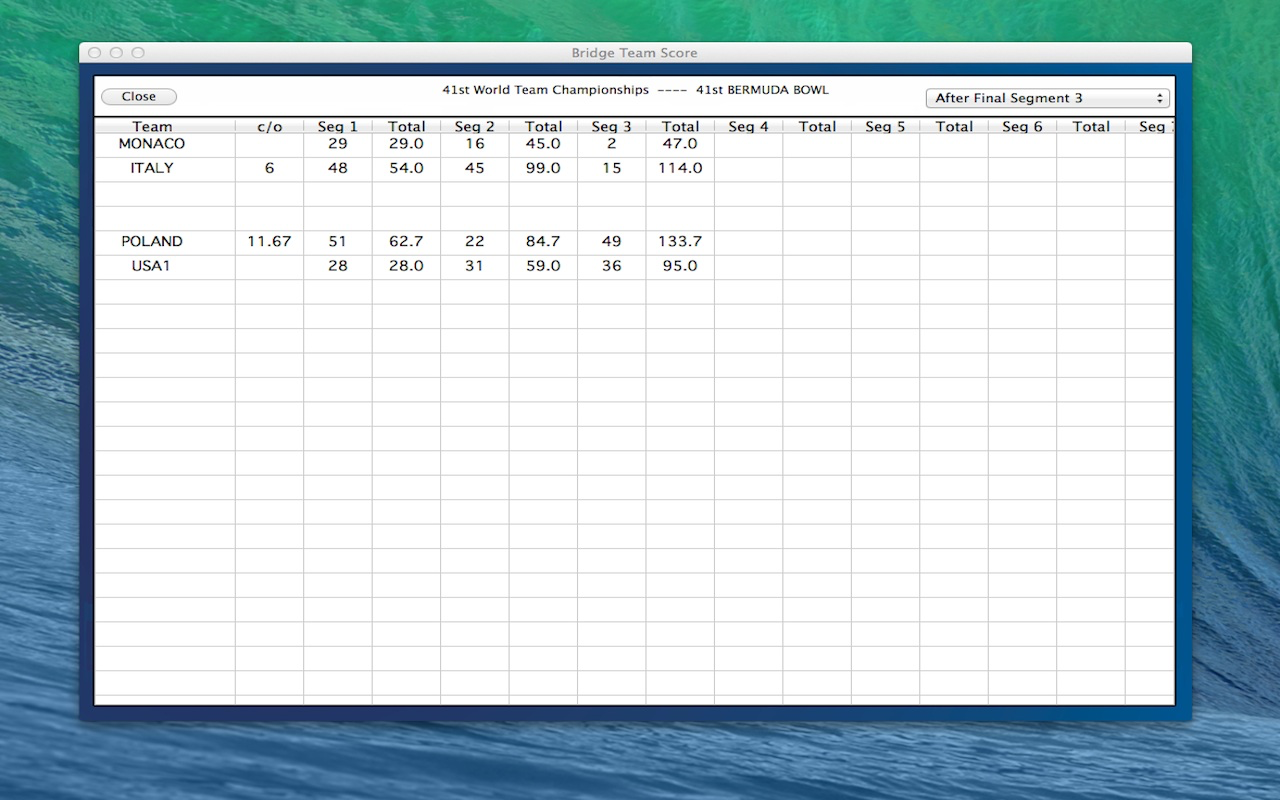 Bridge Team Score
Close
41st World Team Championships ---- 41st BERMUDA BOWL
After Final Segment 3
Team c/o Seg 1 Total Seg 2 Total Seg 3 Total Seg 4 Total Seg 5 Total Seg 6 Total Seg
MONACO 29 29.0 16 45.0 2 47.0
ITALY 6 48 54.0 45 99.0 15 114.0
POLAND 11.67 51 62.7 22 84.7 49 133.7
USA1 28 28.0 31 59.0 36 95.0